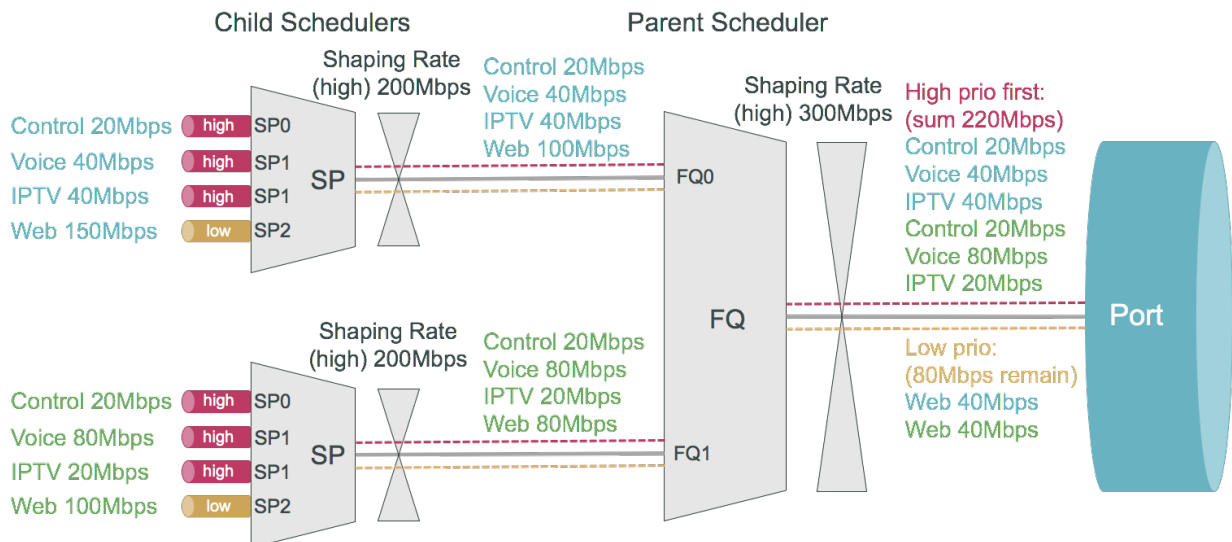 Child Schedulers
Parent Scheduler
Shaping Rate
(high) 200Mbps
Control 20Mbps
Voice 40Mbps
IPTV 40Mbps
Web 100Mbps
Shaping Rate
(high) 300Mbps
High prio first:
(sum 220Mbps)
Control 20Mbps
Voice 40Mbps
IPTV 40Mbps
Control 20Mbps
Voice 80Mbps
IPTV 20Mbps
Control 20Mbps high SP0
Voice 40Mbps high SP1
IPTV 40Mbps high SP1
Web 150Mbps low SP2
SP
FQ0
FQ
Port
Low prio:
(80Mbps remain)
Web 40Mbps
Web 40Mbps
Shaping Rate
(high) 200Mbps
Control 20Mbps
Voice 80Mbps
IPTV 20Mbps
Web 80Mbps
Control 20Mbps high SP0
Voice 80Mbps high SP1
IPTV 20Mbps high SP1
Web 100Mbps low SP2
SP
FQ1